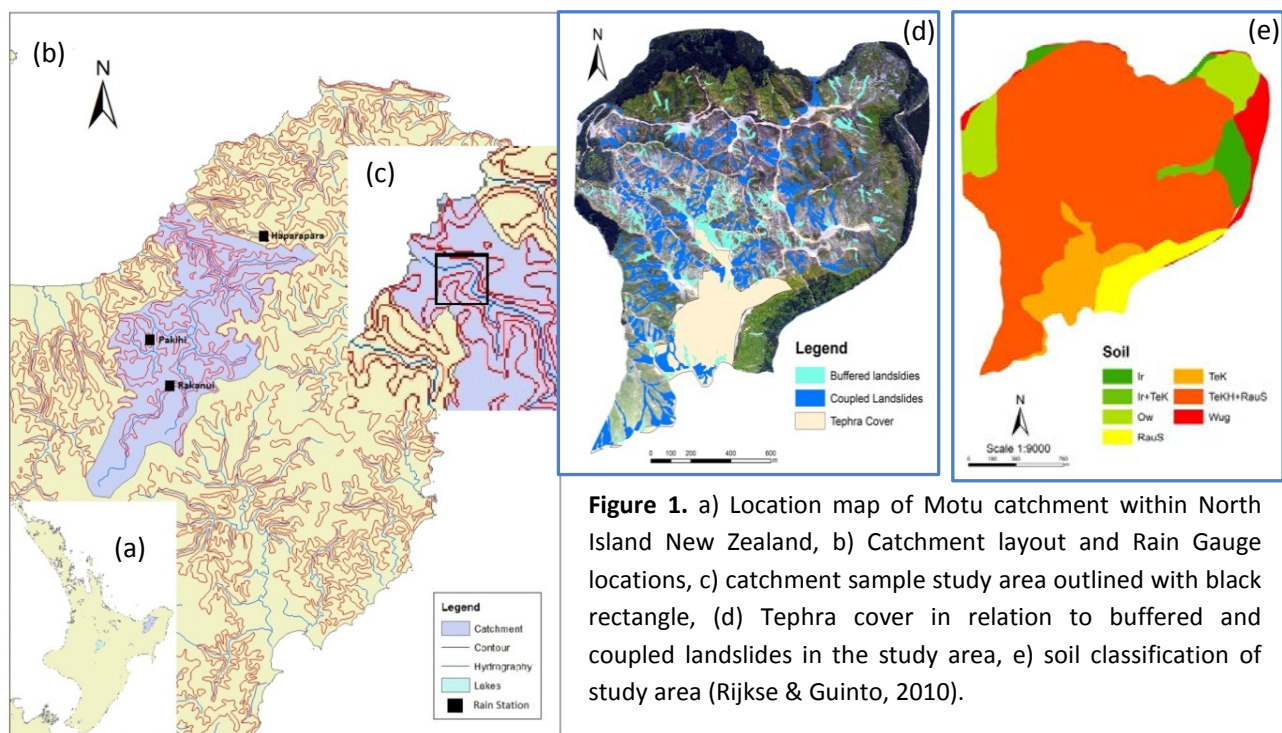 (b)
N
Haparapara
Pakihi
Rakanui
(c)
(a)
Legend
Catchment
Contour
Hydrography
Lakes
Rain Station
(d)
N
Legend
Buffered landsldies
Coupled Landslides
Tephra Cover
0 100 200 400 600
m
(e)
Soil
Ir
Ir+TeK
Ow
RauS
TeK
TeKH+RauS
Wug
N
Scale 1:9000
Figure 1. a) Location map of Motu catchment within North
Island New Zealand, b) Catchment layout and Rain Gauge
locations, c) catchment sample study area outlined with black
rectangle, (d) Tephra cover in relation to buffered and
coupled landslides in the study area, e) soil classification of
study area (Rijkse & Guinto, 2010).